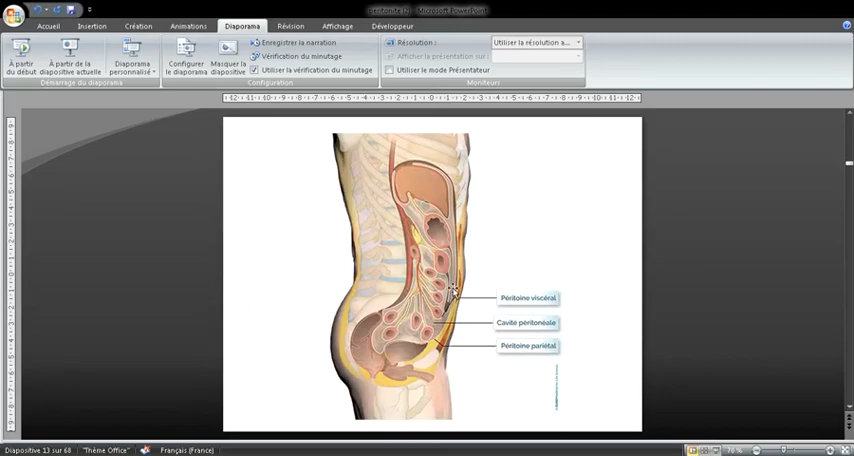 péritonite (2) - Microsoft PowerPoint
Accueil Insertion Création Animations Diaporama Révision Affichage Développeur
À partir du début
À partir de la diapositive actuelle
Diaporama personnalisé
Configurer le diaporama
Masquer la diapositive
Enregistrer la narration
Vérification du minutage
Utiliser la vérification du minutage
Résolution :
Utiliser la résolution a...
Afficher la présentation sur :
Utiliser le mode Présentateur
Démarrage du diaporama Configuration Moniteurs
Péritoine viscéral
Cavité péritonéale
Péritoine pariétal
Diapositive 13 sur 68 "Thème Office" Français (France) 78 %